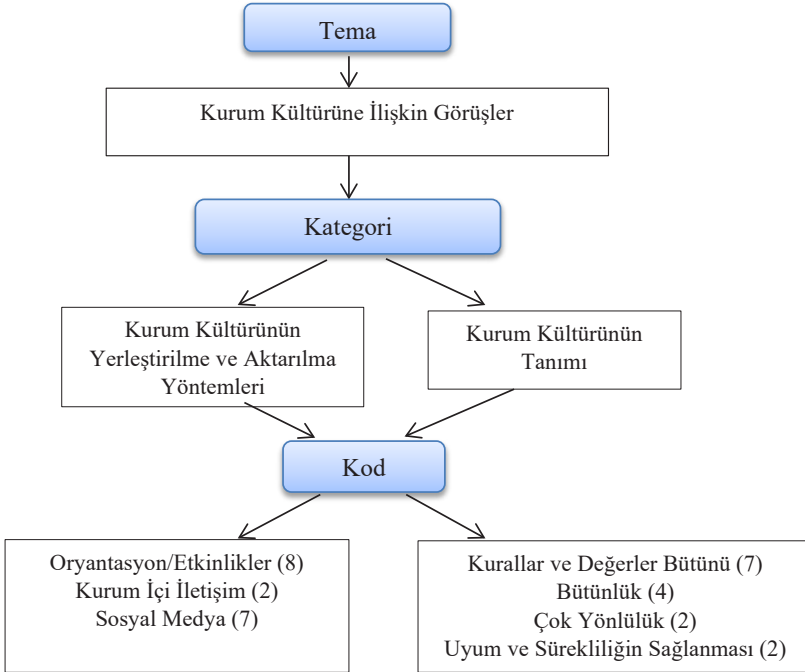 Tema
Kurum Kültürüne İlişkin Görüşler
Kategori
Kurum Kültürünün
Yerleştirilme ve Aktarılma
Yöntemleri
Kurum Kültürünün
Tanımı
Kod
Oryantasyon/Etkinlikler (8)
Kurum İçi İletişim (2)
Sosyal Medya (7)
Kurallar ve Değerler Bütünü (7)
Bütünlük (4)
Çok Yönlülük (2)
Uyum ve Sürekliliğin Sağlanması (2)